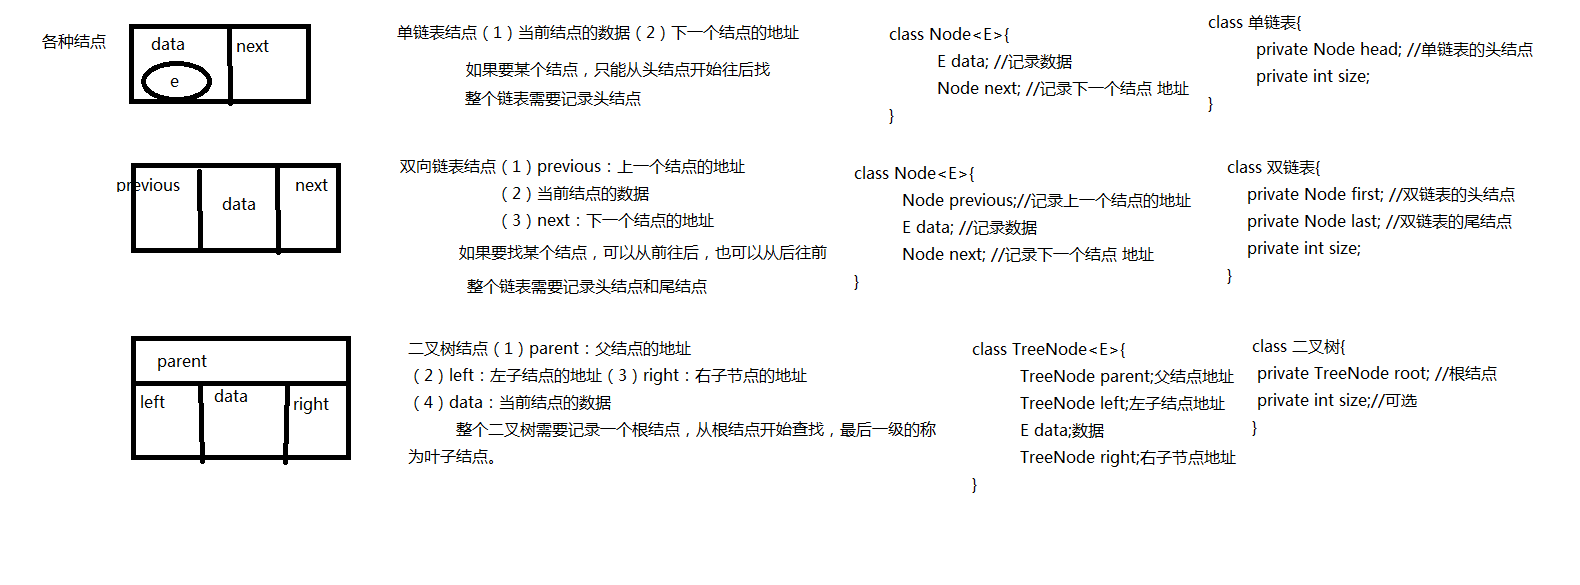 各种结点
data
next
e
单链表结点（1）当前结点的数据（2）下一个结点的地址
如果要某个结点，只能从头结点开始往后找
整个链表需要记录头结点
class Node<E>{
E data; //记录数据
Node next; //记录下一个结点 地址
}
class 单链表{
private Node head; //单链表的头结点
private int size;
}
previous
data
next
双向链表结点（1）previous：上一个结点的地址
（2）当前结点的数据
（3）next：下一个结点的地址
如果要找某个结点，可以从前往后，也可以从后往前
整个链表需要记录头结点和尾结点
class Node<E>{
Node previous;//记录上一个结点的地址
E data; //记录数据
Node next; //记录下一个结点 地址
}
class 双链表{
private Node first; //双链表的头结点
private Node last; //双链表的尾结点
private int size;
}
parent
left
data
right
二叉树结点（1）parent：父结点的地址
（2）left：左子结点的地址（3）right：右子节点的地址
（4）data：当前结点的数据
整个二叉树需要记录一个根结点，从根结点开始查找，最后一级的称
为叶子结点。
class TreeNode<E>{
TreeNode parent;父结点地址
TreeNode left;左子结点地址
E data;数据
TreeNode right;右子节点地址
}
class 二叉树{
private TreeNode root; //根结点
private int size;//可选
}